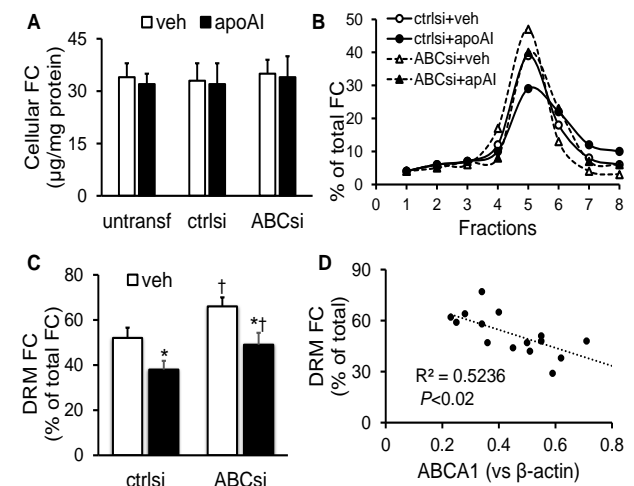 A
veh apoAI
Cellular FC
(µg/mg protein)
45
30
15
0
untransf ctrlsi ABCsi
B
ctrlsi+veh
ctrlsi+apoAI
ABCsi+veh
ABCsi+apAI
% of total FC
50
40
30
20
10
0
0 1 2 3 4 5 6 7 8
Fractions
C
veh
DRM FC
(% of total FC)
80
60
40
20
0
*
†
*†
ctrlsi ABCsi
D
DRM FC
(% of total)
90
60
30
0
R² = 0.5236
P<0.02
0 0.2 0.4 0.6 0.8
ABCA1 (vs β-actin)